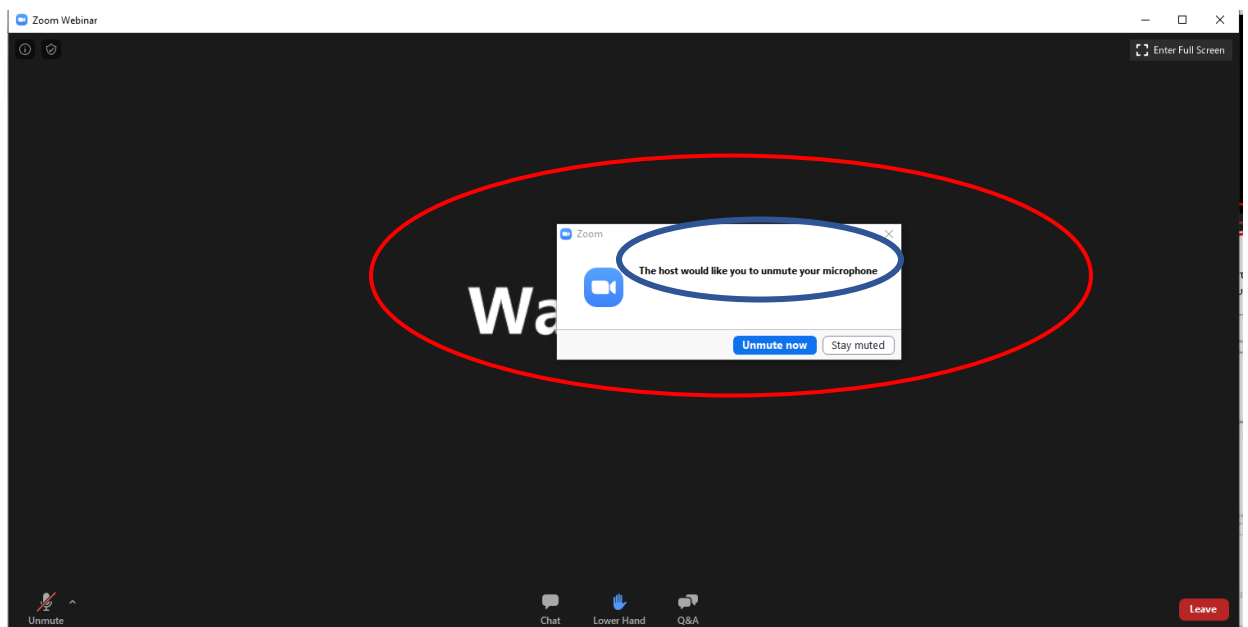 Zoom Webinar
Enter Full Screen
Zoom
The host would like you to unmute your microphone
Unmute now
Stay muted
Unmute
Chat
Lower Hand
Q&A
Leave